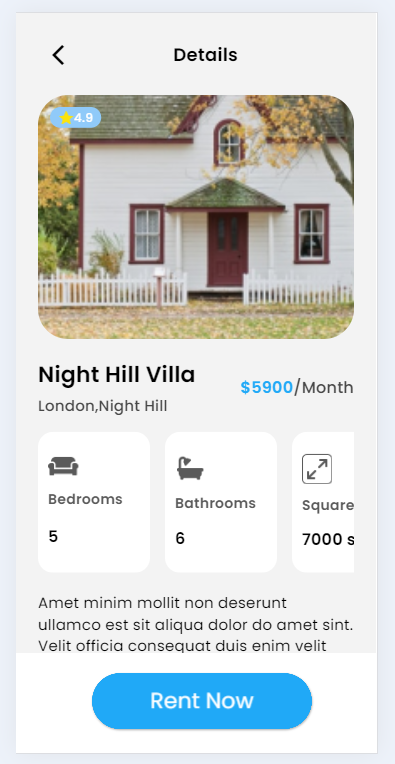 Details
4.9
Night Hill Villa
$5900/Month
London,Night Hill
Bedrooms
5
Bathrooms
6
Square
7000 s
Amet minim mollit non deserunt
ullamco est sit aliqua dolor do amet sint.
Velit officia consequat duis enim velit
Rent Now